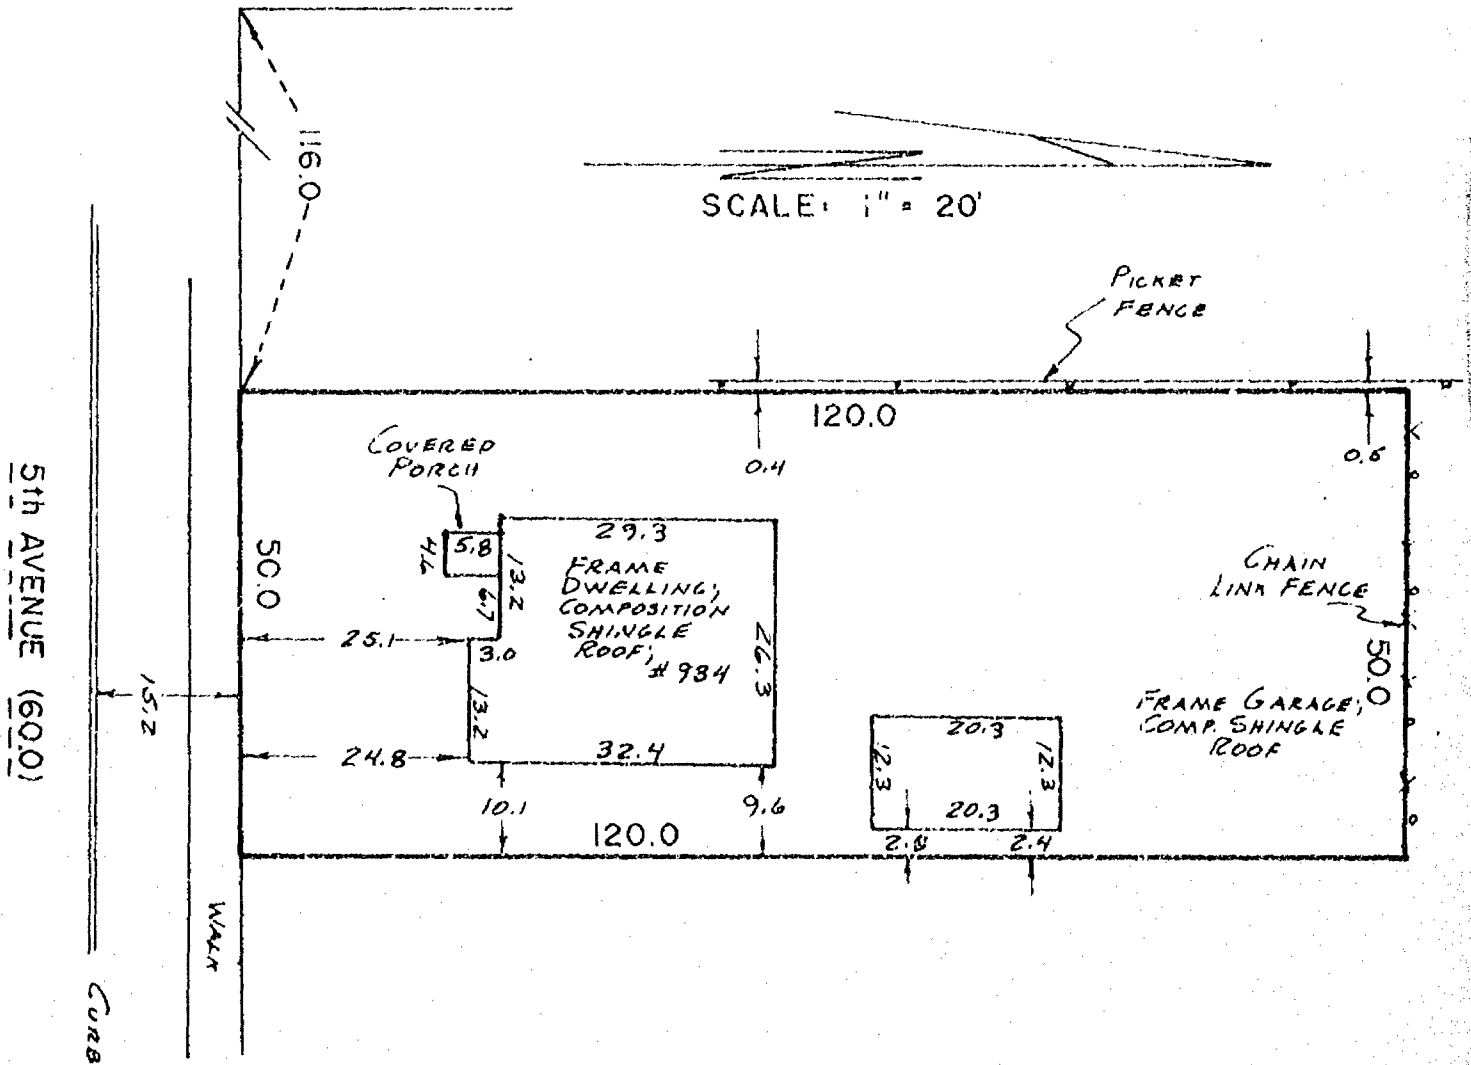 116.0
SCALE: 1" = 20'
PICKET
FENCE
120.0
0.4
0.5
COVERED
PORCH
5.8
4.6
6.7
13.2
29.3
FRAME
DWELLING;
COMPOSITION
SHINGLE
ROOF;
#934
26.3
50.0
25.1
3.0
13.2
24.8
32.4
10.1
9.6
120.0
20.3
12.3
12.3
20.3
2.4
CHAIN
LINK FENCE
50.0
FRAME GARAGE;
COMP. SHINGLE
ROOF
5th AVENUE (60.0)
15.2
WALK
CURB